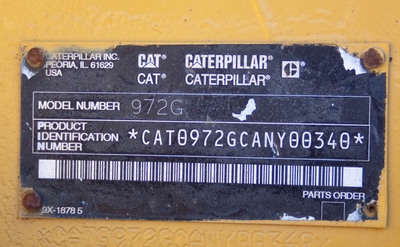 CATERPILLAR INC.
PEORIA, IL. 61629
USA
CAT® CATERPILLAR®
CAT® CATERPILLAR®
MODEL NUMBER 972G
PRODUCT
IDENTIFICATION
NUMBER
*CAT0972GCANY00340*
PARTS ORDER
9X-1878 5